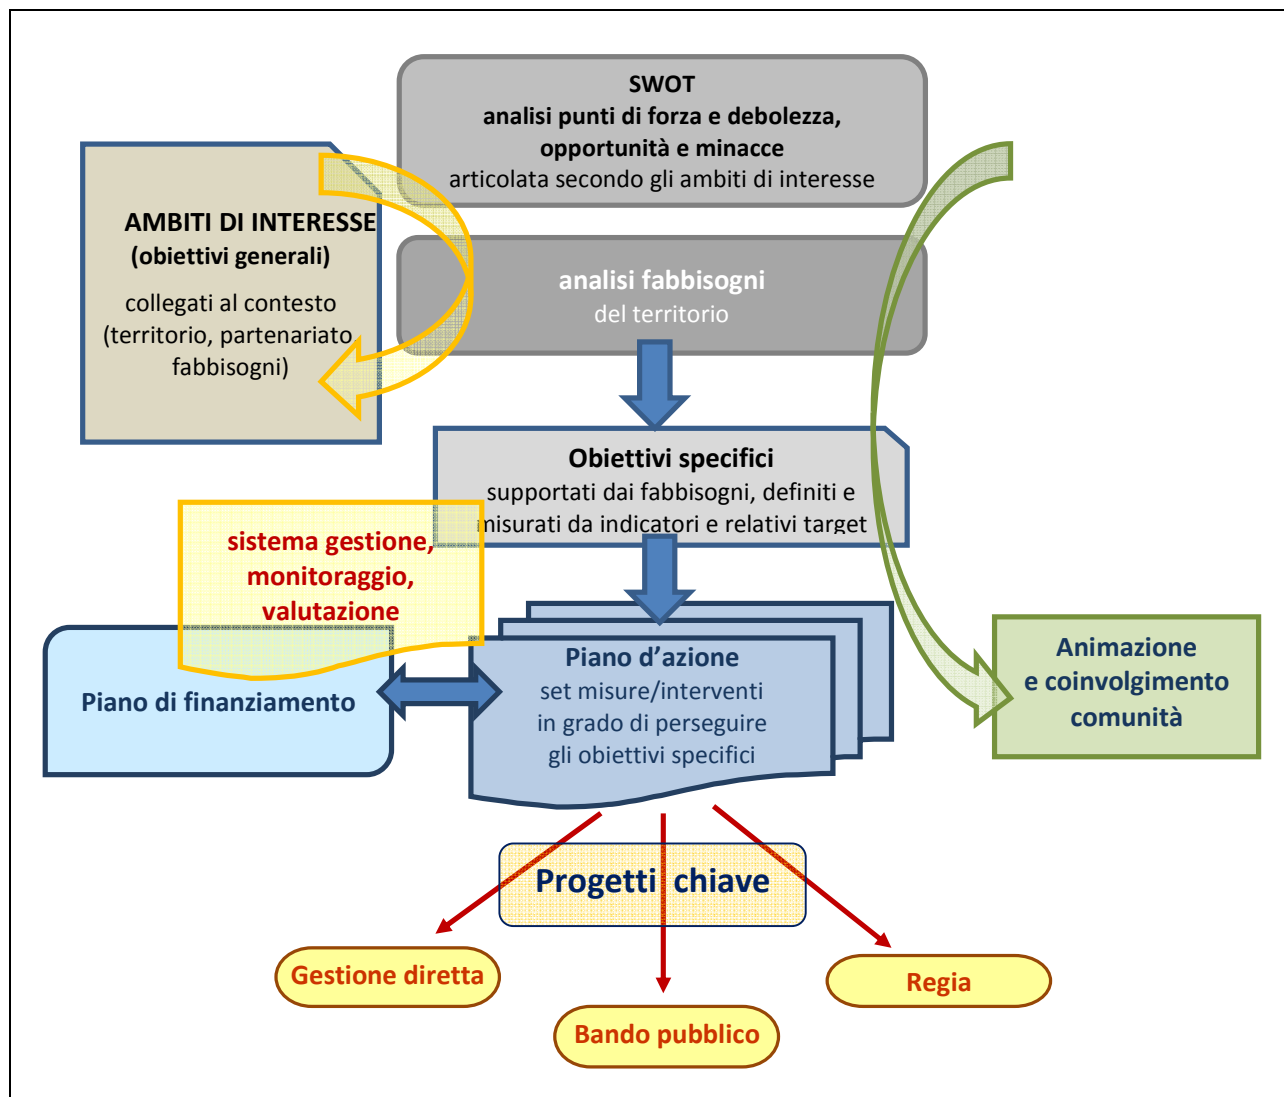 SWOT
analisi punti di forza e debolezza,
opportunità e minacce
articolata secondo gli ambiti di interesse
AMBITI DI INTERESSE
(obiettivi generali)
collegati al contesto
(territorio, partenariato
fabbisogni)
analisi fabbisogni
del territorio
Obiettivi specifici
supportati dai fabbisogni, definiti e
misurati da indicatori e relativi target
sistema gestione,
monitoraggio,
valutazione
Piano di finanziamento
Piano d’azione
set misure/interventi
in grado di perseguire
gli obiettivi specifici
Animazione
e coinvolgimento
comunità
Progetti chiave
Gestione diretta
Bando pubblico
Regia